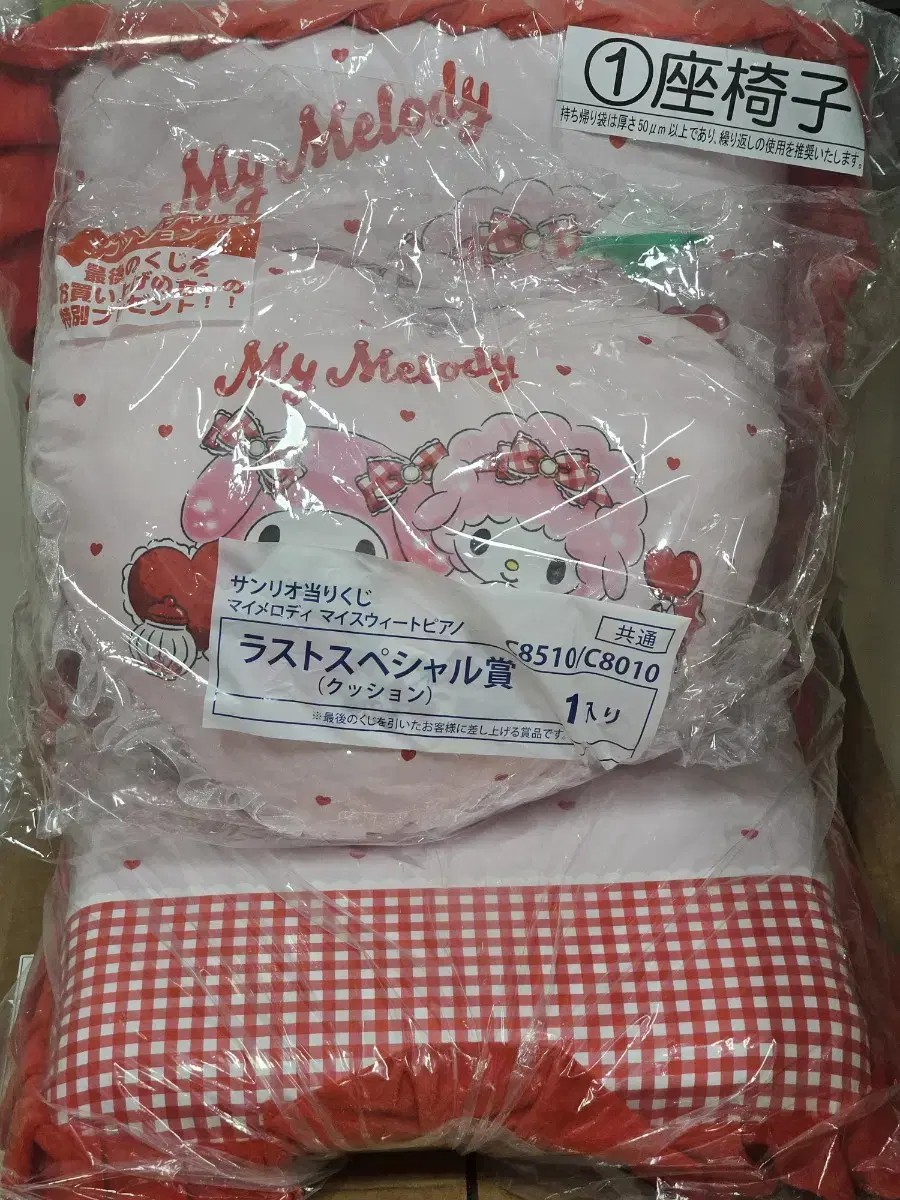 ①座椅子
持ち帰り袋は厚さ50μm以上であり、繰り返しの使用を推奨いたします。
My Melody
クッション
最後のくじを
お買い上げの
特別プレゼント!!
My Melody
サンリオ当りくじ
マイメロディ マイスウィートピアノ
共通
ラストスペシャル賞
8510/C8010
(クッション)
1入り
※最後のくじを引いたお客様に差し上げる賞品です。